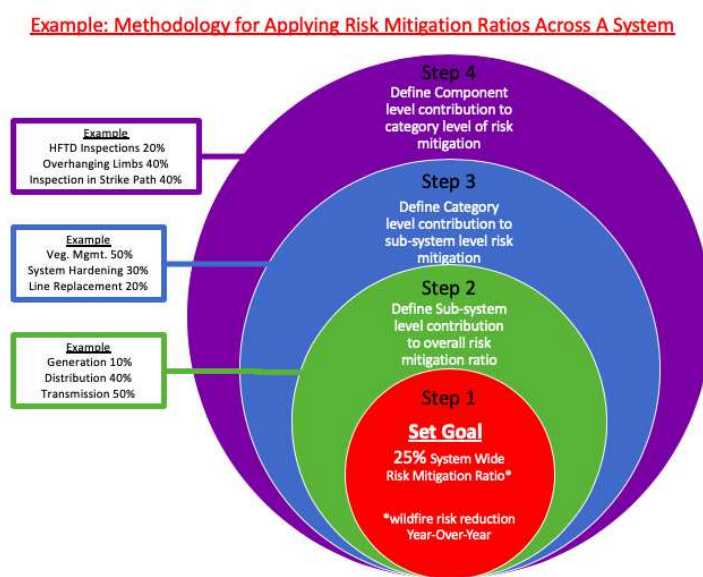 Example: Methodology for Applying Risk Mitigation Ratios Across A System
Step 4
Define Component
level contribution to
category level of risk
mitigation
Example
HFTD Inspections 20%
Overhanging Limbs 40%
Inspection in Strike Path 40%
Step 3
Define Category
level contribution to
sub-system level risk
mitigation
Example
Veg. Mgmt. 50%
System Hardening 30%
Line Replacement 20%
Step 2
Define Sub-system
level contribution
to overall risk
mitigation ratio
Example
Generation 10%
Distribution 40%
Transmission 50%
Step 1
Set Goal
25% System Wide
Risk Mitigation Ratio*
*wildfire risk reduction
Year-Over-Year